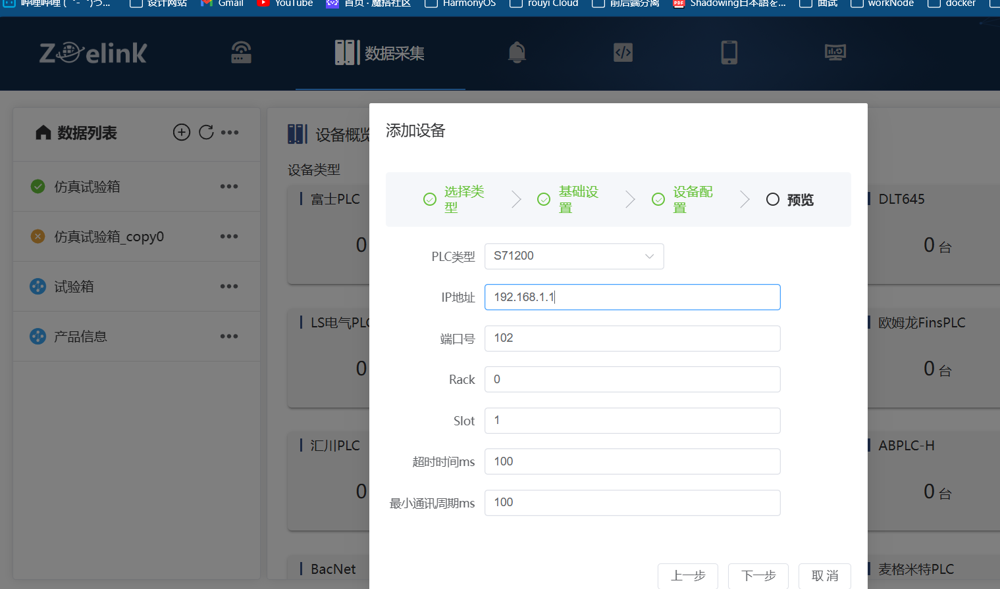 哔哩哔哩 (゜-゜)つ... 设计网站 Gmail YouTube 首页 · 魔搭社区 HarmonyOS rouyi Cloud 前后端分离 Shadowing日本語を... 面试 workNode docker
Zoelink 数据采集
数据列表
仿真试验箱
仿真试验箱_copy0
试验箱
产品信息
设备概览
设备类型
富士PLC
0
LS电气PLC
0
汇川PLC
0
BacNet
添加设备
选择类型
基础设置
设备配置
预览
PLC类型 S71200
IP地址 192.168.1.1
端口号 102
Rack 0
Slot 1
超时时间ms 100
最小通讯周期ms 100
上一步 下一步 取 消
DLT645
0 台
欧姆龙FinsPLC
0 台
ABPLC-H
0 台
麦格米特PLC